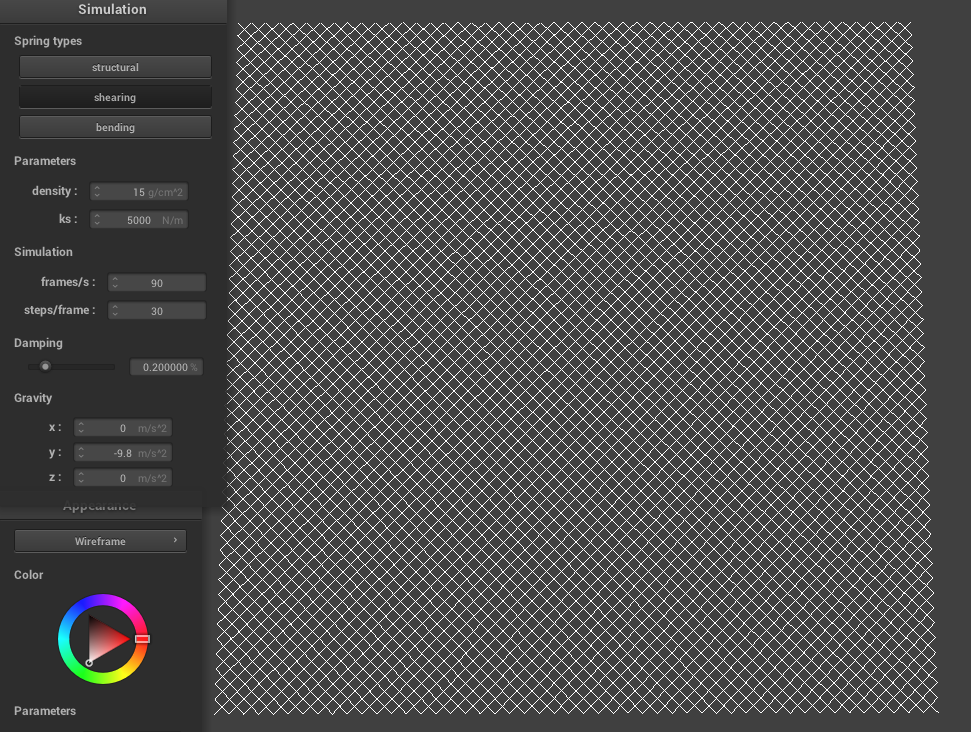 Simulation
Spring types
structural
shearing
bending
Parameters
density : 15 g/cm^2
ks : 5000 N/m
Simulation
frames/s : 90
steps/frame : 30
Damping
0.200000 %
Gravity
x : 0 m/s^2
y : -9.8 m/s^2
z : 0 m/s^2
Appearance
Wireframe ›
Color
Parameters